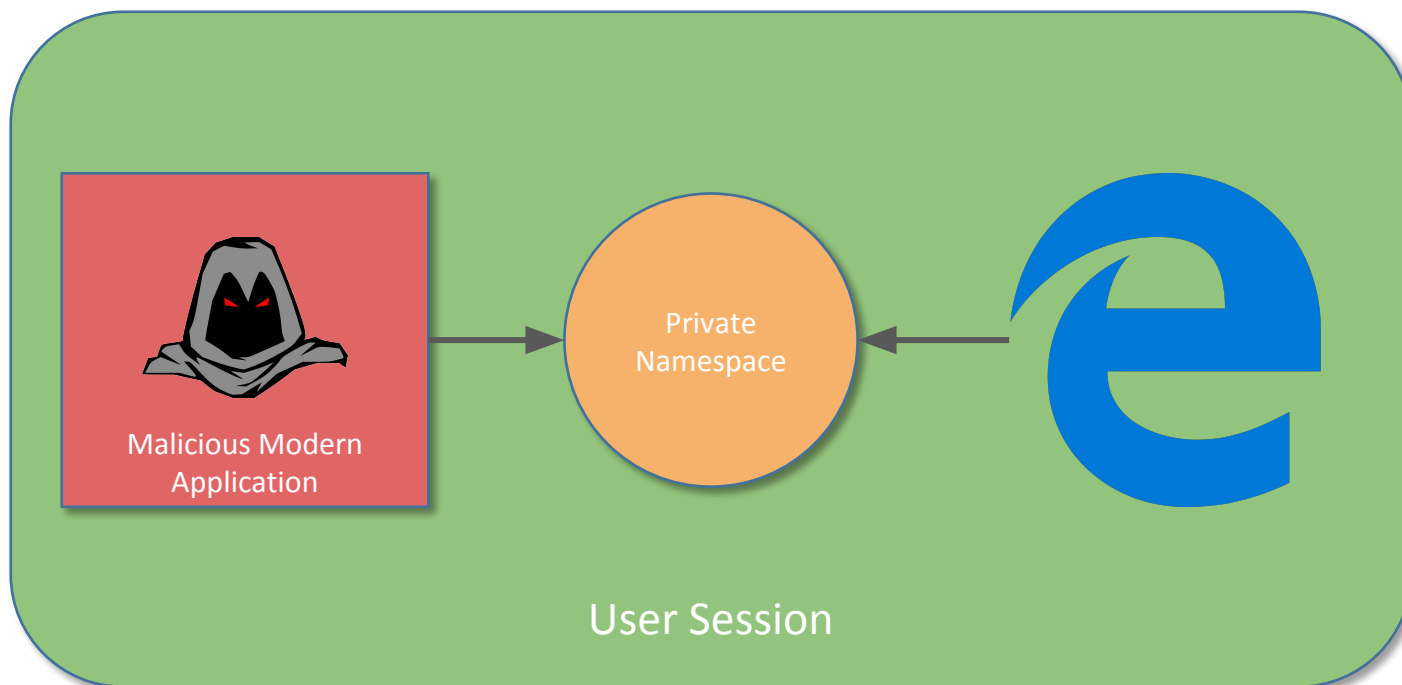 Private
Namespace
Malicious Modern
Application
User Session